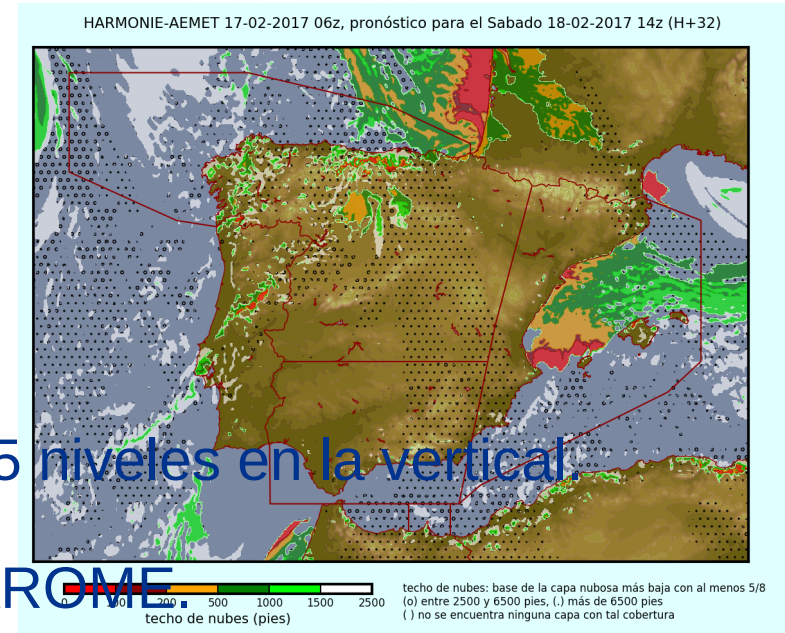 HARMONIE-AEMET 17-02-2017 06z, pronóstico para el Sabado 18-02-2017 14z (H+32)
5 niveles en la vertical.
ROME.
0 100 200 500 1000 1500 2500
techo de nubes (pies)
techo de nubes: base de la capa nubosa más baja con al menos 5/8
(o) entre 2500 y 6500 pies, (.) más de 6500 pies
( ) no se encuentra ninguna capa con tal cobertura